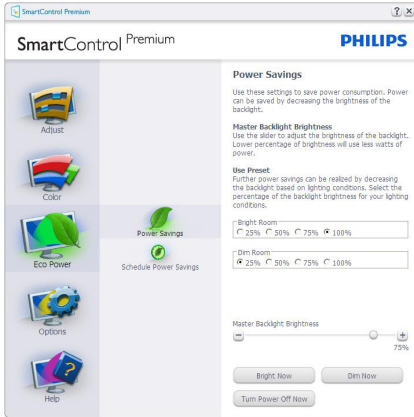 SmartControl Premium
SmartControl Premium
PHILIPS
Adjust
Color
Eco Power
Options
Help
Power Savings
Schedule Power Savings
Power Savings
Use these settings to save power consumption. Power
can be saved by decreasing the brightness of the
backlight.
Master Backlight Brightness
Use the slider to adjust the brightness of the backlight.
Lower percentage of brightness will use less watts of
power.
Use Preset
Further power savings can be realized by decreasing
the backlight based on lighting conditions. Select the
percentage of the backlight brightness for your lighting
conditions.
Bright Room
25% 50% 75% 100%
Dim Room
25% 50% 75% 100%
Master Backlight Brightness
75%
Bright Now Dim Now
Turn Power Off Now